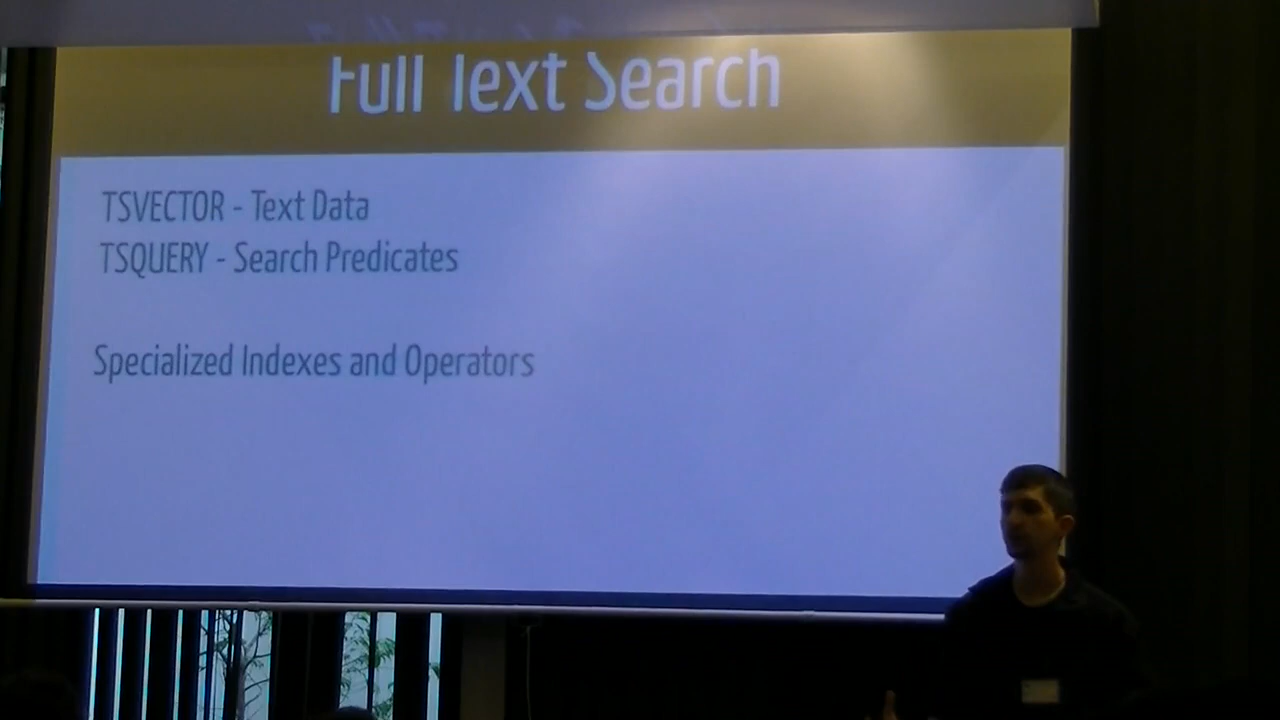 Full Text Search
TSVECTOR - Text Data
TSQUERY - Search Predicates
Specialized Indexes and Operators